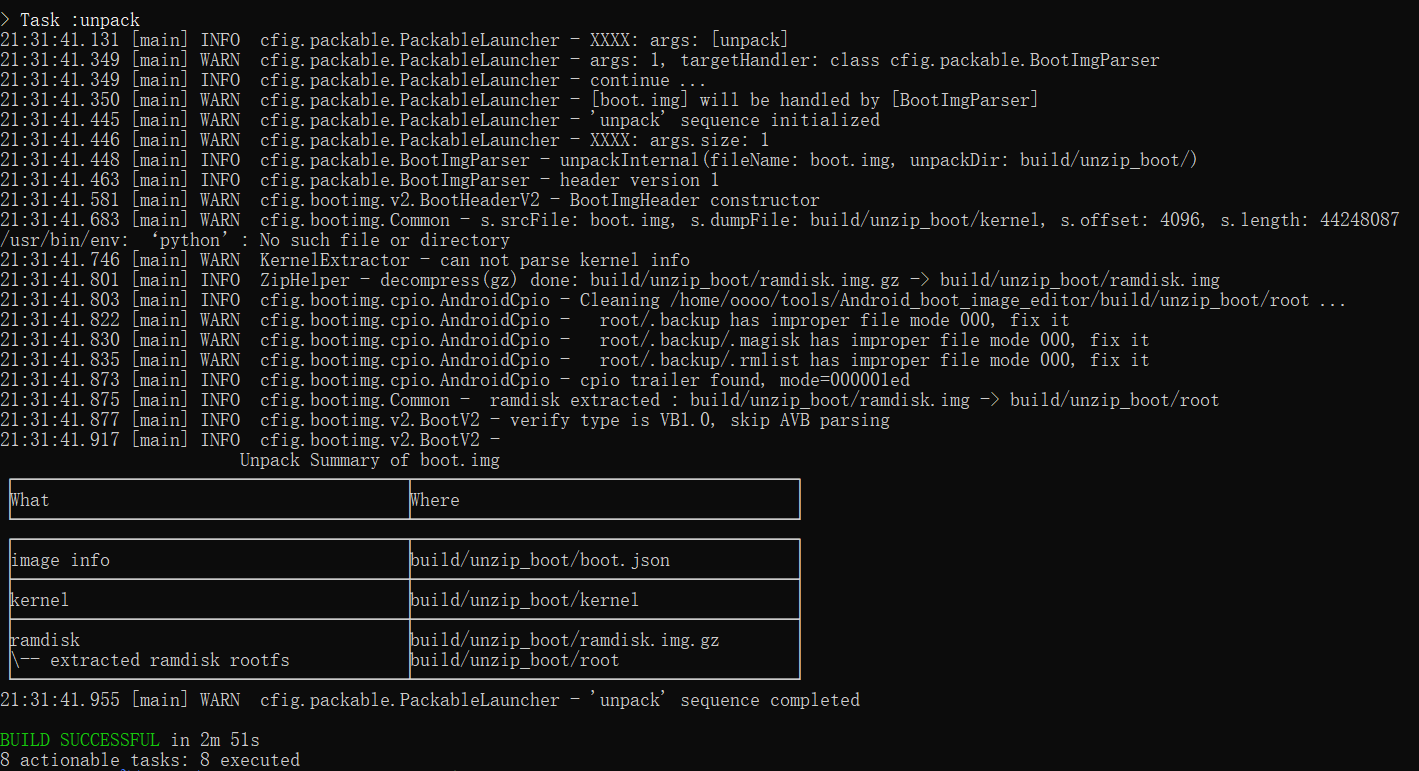 > Task :unpack
21:31:41.131 [main] INFO  cfig.packable.PackableLauncher - XXXX: args: [unpack]
21:31:41.349 [main] WARN  cfig.packable.PackableLauncher - args: 1, targetHandler: class cfig.packable.BootImgParser
21:31:41.349 [main] INFO  cfig.packable.PackableLauncher - continue ...
21:31:41.350 [main] WARN  cfig.packable.PackableLauncher - [boot.img] will be handled by [BootImgParser]
21:31:41.445 [main] WARN  cfig.packable.PackableLauncher - 'unpack' sequence initialized
21:31:41.446 [main] WARN  cfig.packable.PackableLauncher - XXXX: args.size: 1
21:31:41.448 [main] INFO  cfig.packable.BootImgParser - unpackInternal(fileName: boot.img, unpackDir: build/unzip_boot/)
21:31:41.463 [main] INFO  cfig.packable.BootImgParser - header version 1
21:31:41.581 [main] INFO  cfig.bootimg.v2.BootHeaderV2 - BootImgHeader constructor
21:31:41.683 [main] INFO  cfig.bootimg.Common - s.srcFile: boot.img, s.dumpFile: build/unzip_boot/kernel, s.offset: 4096, s.length: 44248087
/usr/bin/env: ‘python’: No such file or directory
21:31:41.746 [main] WARN  KernelExtractor - can not parse kernel info
21:31:41.801 [main] INFO  ZipHelper - decompress(gz) done: build/unzip_boot/ramdisk.img.gz -> build/unzip_boot/ramdisk.img
21:31:41.803 [main] INFO  cfig.bootimg.cpio.AndroidCpio - Cleaning /home/oooo/tools/Android_boot_image_editor/build/unzip_boot/root ...
21:31:41.822 [main] WARN  cfig.bootimg.cpio.AndroidCpio -   root/.backup has improper file mode 000, fix it
21:31:41.830 [main] WARN  cfig.bootimg.cpio.AndroidCpio -   root/.backup/.magisk has improper file mode 000, fix it
21:31:41.835 [main] WARN  cfig.bootimg.cpio.AndroidCpio -   root/.backup/.rmlist has improper file mode 000, fix it
21:31:41.873 [main] INFO  cfig.bootimg.cpio.AndroidCpio - cpio trailer found, mode=000001ed
21:31:41.875 [main] INFO  cfig.bootimg.Common -  ramdisk extracted : build/unzip_boot/ramdisk.img -> build/unzip_boot/root
21:31:41.877 [main] INFO  cfig.bootimg.v2.BootV2 - verify type is VB1.0, skip AVB parsing
21:31:41.917 [main] INFO  cfig.bootimg.v2.BootV2 -
Unpack Summary of boot.img
What Where
image info build/unzip_boot/boot.json
kernel build/unzip_boot/kernel
ramdisk build/unzip_boot/ramdisk.img.gz
\-- extracted ramdisk rootfs build/unzip_boot/root
21:31:41.955 [main] WARN  cfig.packable.PackableLauncher - 'unpack' sequence completed
BUILD SUCCESSFUL in 2m 51s
8 actionable tasks: 8 executed